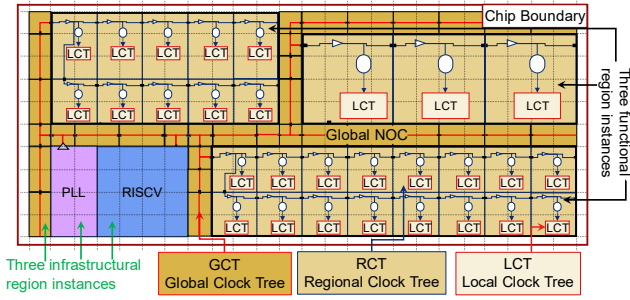 Chip Boundary
LCT LCT LCT LCT LCT
LCT LCT LCT LCT LCT
LCT LCT LCT
Three functional
region instances
Global NOC
PLL
RISCV
LCT LCT LCT LCT LCT LCT LCT
LCT LCT LCT LCT LCT LCT LCT
Three infrastructural
region instances
GCT
Global Clock Tree
RCT
Regional Clock Tree
LCT
Local Clock Tree